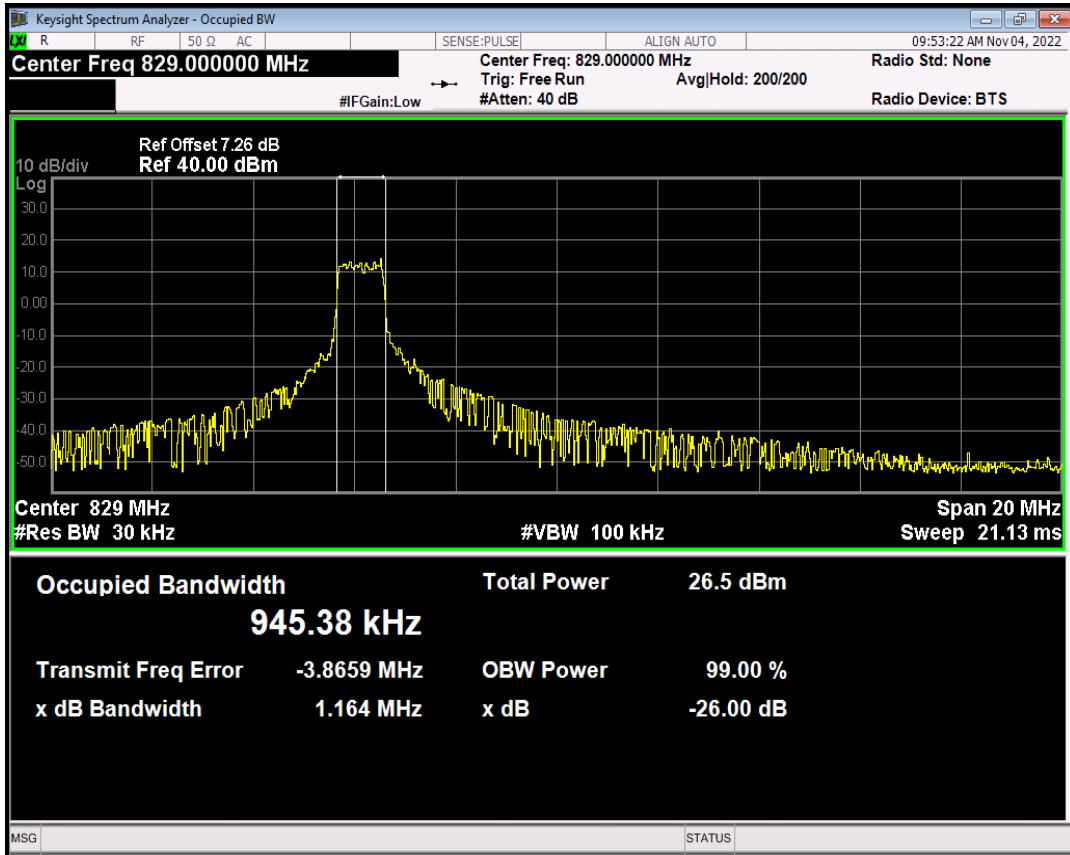 Keysight Spectrum Analyzer - Occupied BW
LXI R RF 50 Ω AC SENSE:PULSE ALIGN AUTO 09:53:22 AM Nov 04, 2022
Center Freq 829.000000 MHz Center Freq: 829.000000 MHz Radio Std: None
Trig: Free Run Avg|Hold: 200/200
#IFGain:Low #Atten: 40 dB Radio Device: BTS
Ref Offset 7.26 dB
10 dB/div Ref 40.00 dBm
Log
30.0
20.0
10.0
0.00
-10.0
-20.0
-30.0
-40.0
-50.0
Center 829 MHz Span 20 MHz
#Res BW 30 kHz #VBW 100 kHz Sweep 21.13 ms
Occupied Bandwidth Total Power 26.5 dBm
945.38 kHz
Transmit Freq Error -3.8659 MHz OBW Power 99.00 %
x dB Bandwidth 1.164 MHz x dB -26.00 dB
MSG STATUS